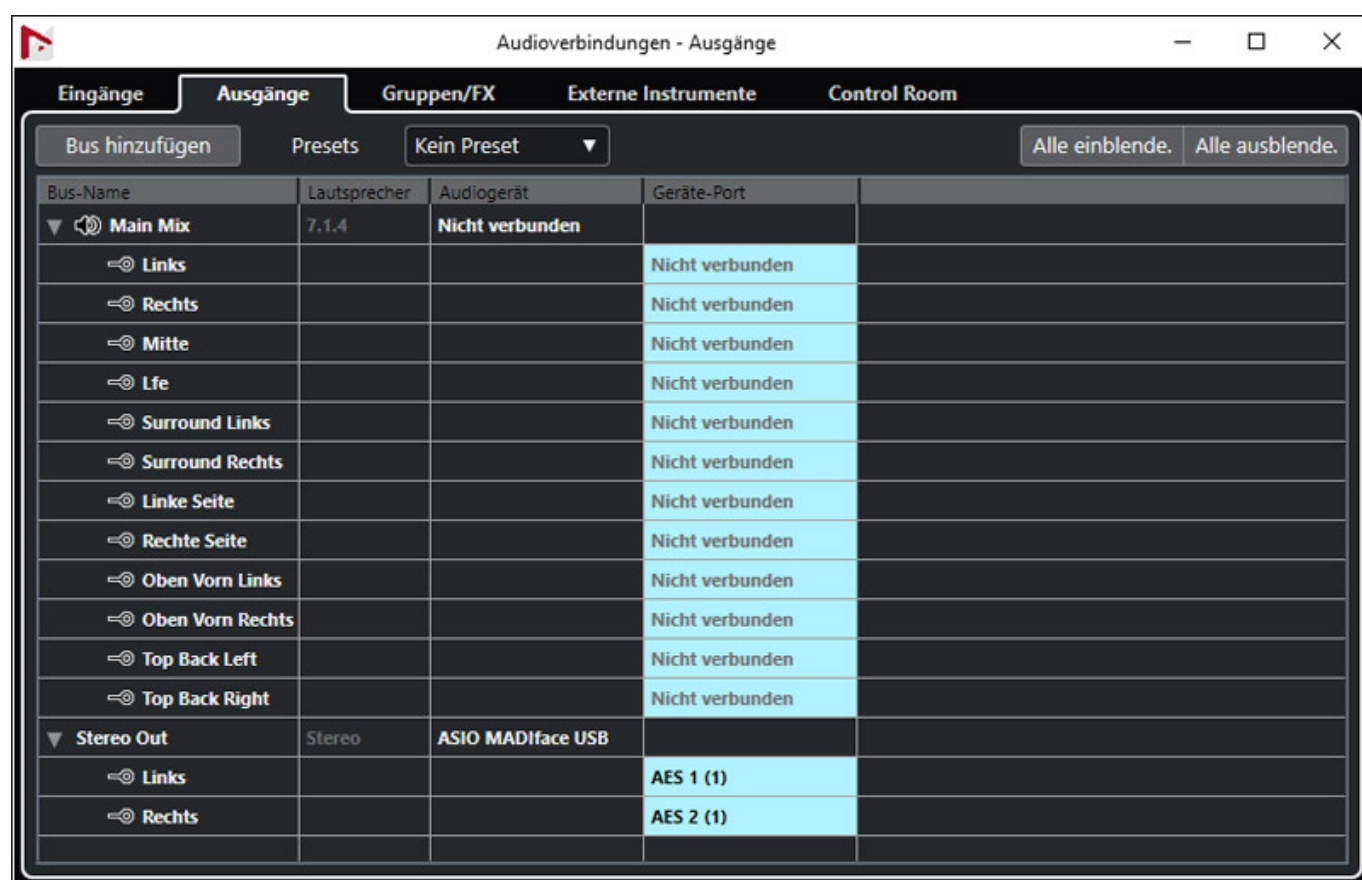 Audioverbindungen - Ausgänge
Eingänge Ausgänge Gruppen/FX Externe Instrumente Control Room
Bus hinzufügen Presets Kein Preset Alle einblende. Alle ausblende.
Bus-Name Lautsprecher Audiogerät Geräte-Port
Main Mix 7.1.4 Nicht verbunden
Links Nicht verbunden
Rechts Nicht verbunden
Mitte Nicht verbunden
Lfe Nicht verbunden
Surround Links Nicht verbunden
Surround Rechts Nicht verbunden
Linke Seite Nicht verbunden
Rechte Seite Nicht verbunden
Oben Vorn Links Nicht verbunden
Oben Vorn Rechts Nicht verbunden
Top Back Left Nicht verbunden
Top Back Right Nicht verbunden
Stereo Out Stereo ASIO MADIface USB
Links AES 1 (1)
Rechts AES 2 (1)